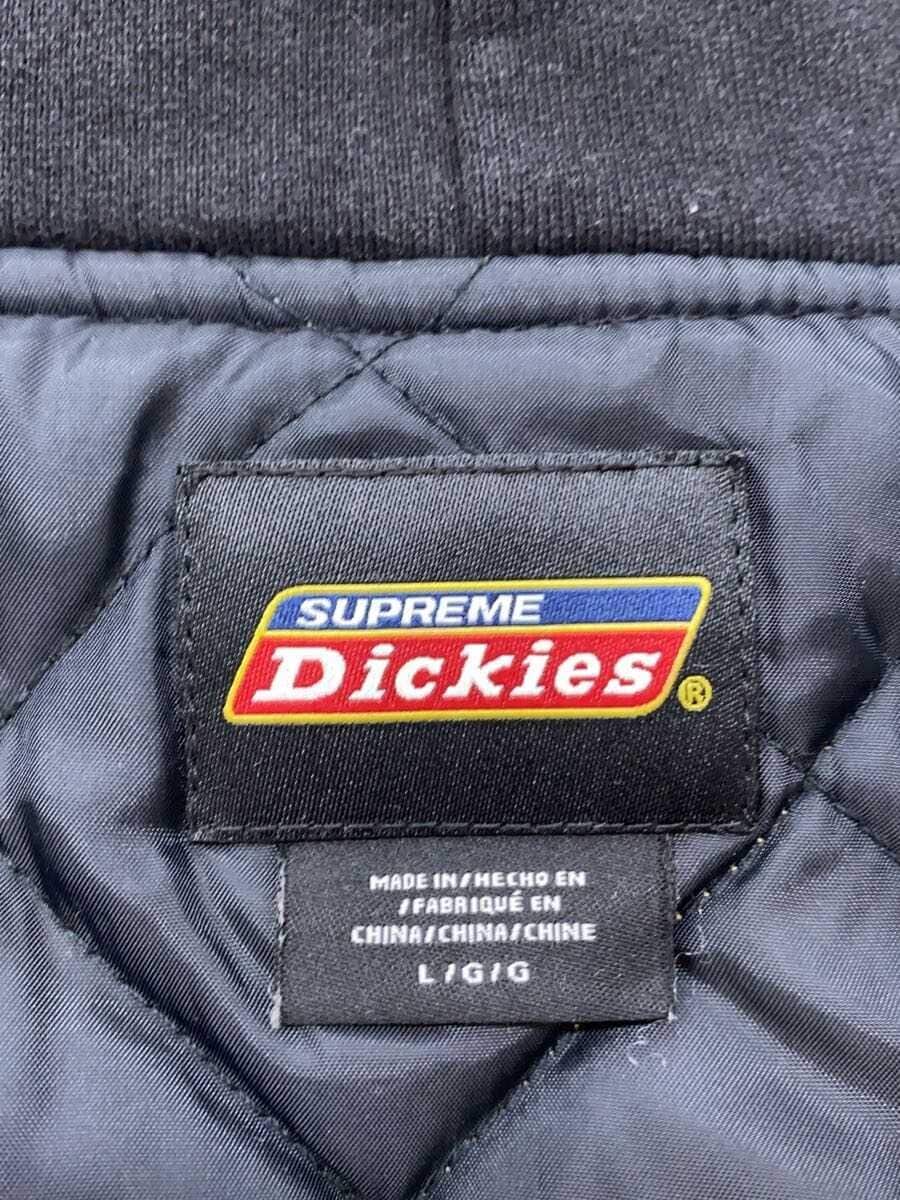 SUPREME
Dickies®
MADE IN/HECHO EN
/FABRIQUÉ EN
CHINA/CHINA/CHINE
L/G/G